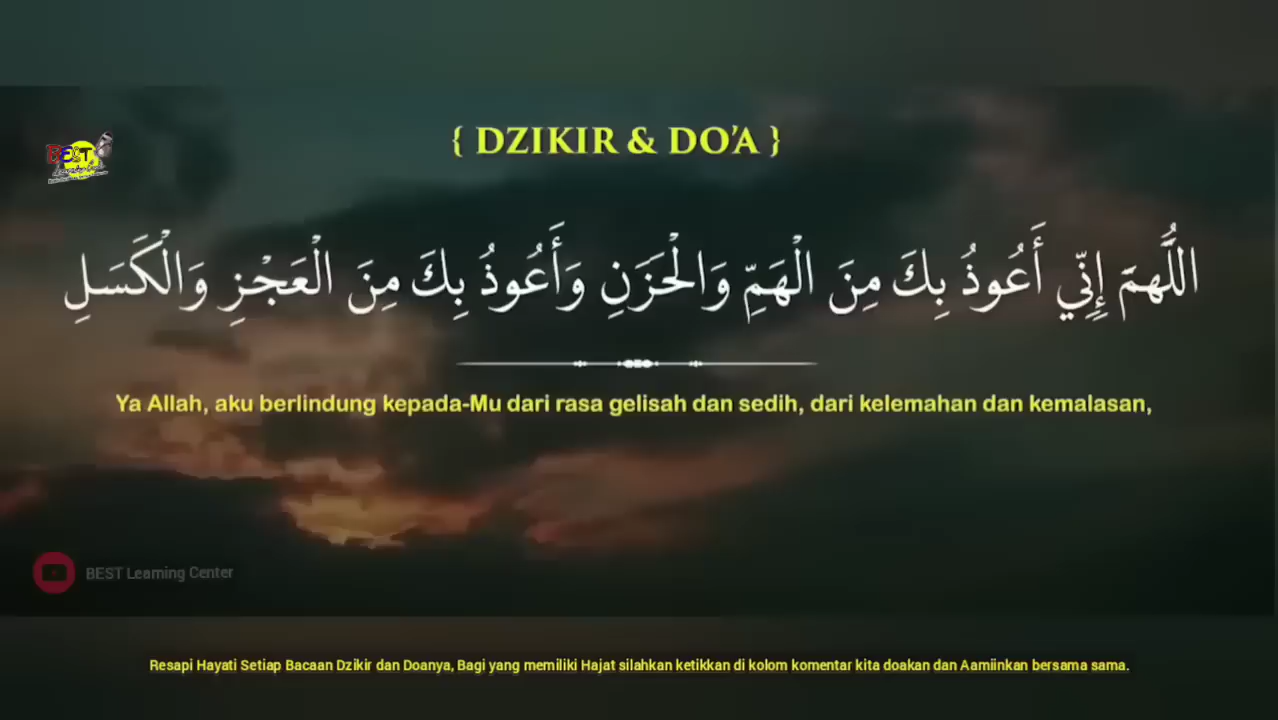 { DZIKIR & DO'A }
BEST
اللَّهُمَّ إِنِّي أَعُوذُ بِكَ مِنَ الْهَمِّ وَالْحَزَنِ وَأَعُوذُ بِكَ مِنَ الْعَجْزِ وَالْكَسَلِ
Ya Allah, aku berlindung kepada-Mu dari rasa gelisah dan sedih, dari kelemahan dan kemalasan,
BEST Learning Center
Resapi Hayati Setiap Bacaan Dzikir dan Doanya, Bagi yang memiliki Hajat silahkan ketikkan di kolom komentar kita doakan dan Aamiinkan bersama sama.